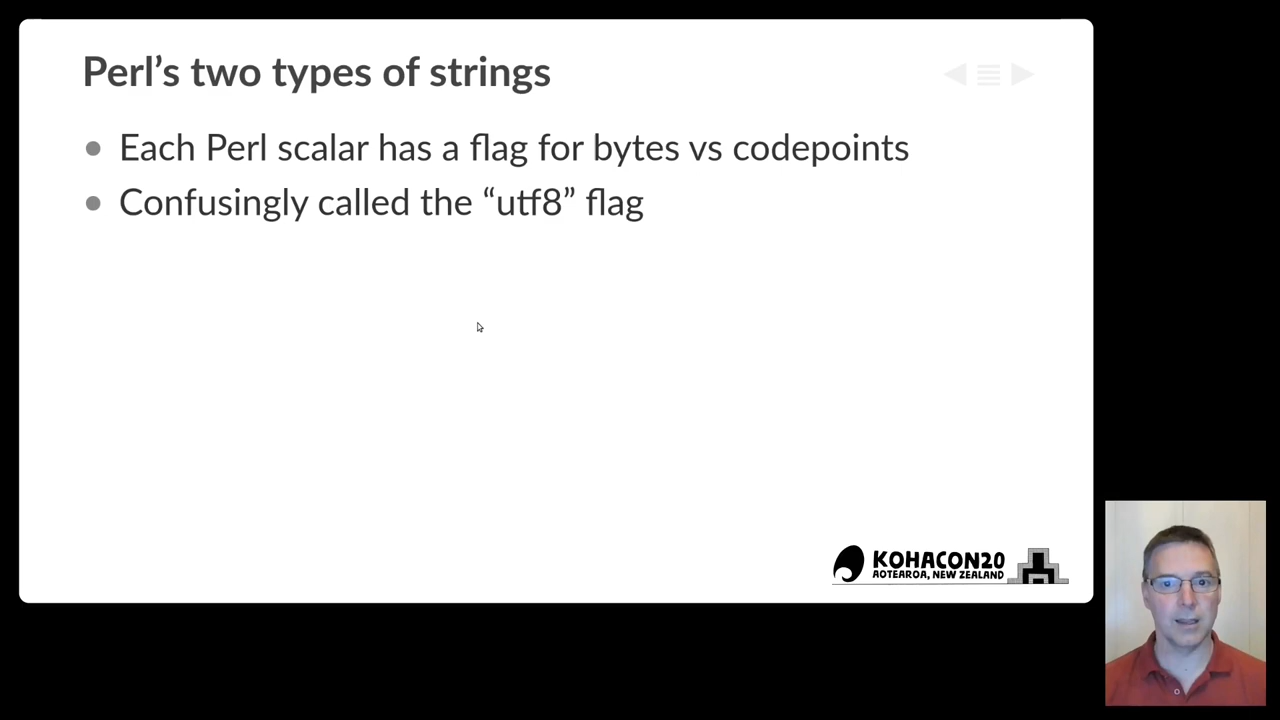 Perl’s two types of strings
Each Perl scalar has a flag for bytes vs codepoints
Confusingly called the “utf8” flag
KOHACON20
AOTEAROA, NEW ZEALAND